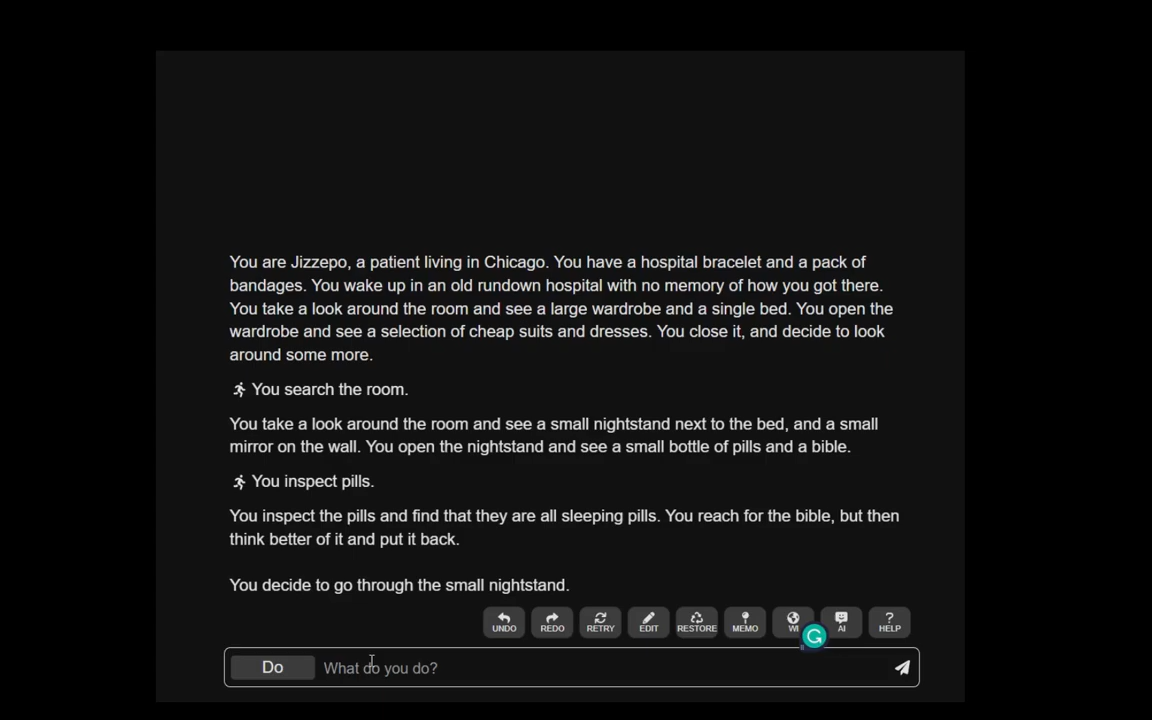 You are Jizzepo, a patient living in Chicago. You have a hospital bracelet and a pack of
bandages. You wake up in an old rundown hospital with no memory of how you got there.
You take a look around the room and see a large wardrobe and a single bed. You open the
wardrobe and see a selection of cheap suits and dresses. You close it, and decide to look
around some more.
You search the room.
You take a look around the room and see a small nightstand next to the bed, and a small
mirror on the wall. You open the nightstand and see a small bottle of pills and a bible.
You inspect pills.
You inspect the pills and find that they are all sleeping pills. You reach for the bible, but then
think better of it and put it back.
You decide to go through the small nightstand.
UNDO REDO RETRY EDIT RESTORE MEMO WI AI HELP
Do What do you do?